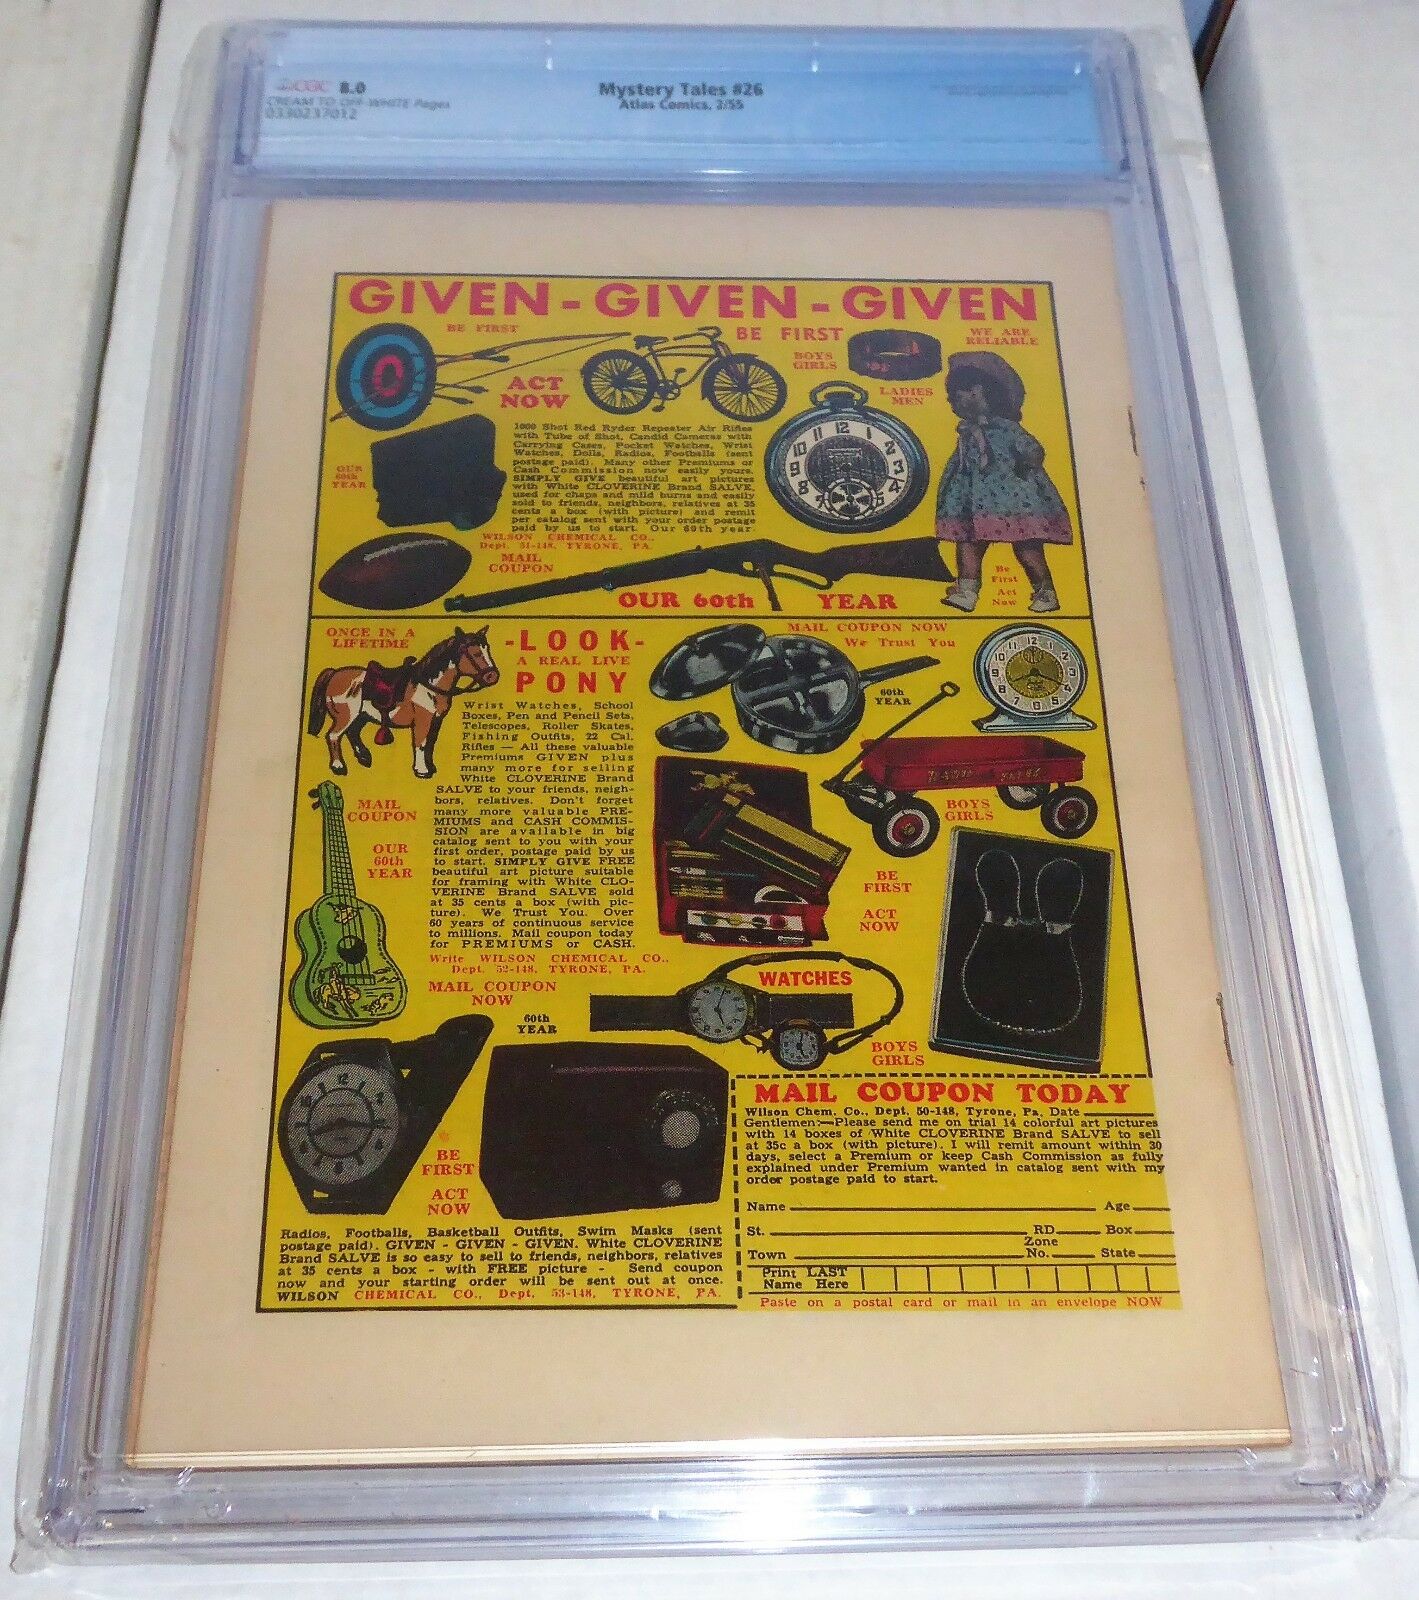 CGC 8.0
CREAM TO OFF-WHITE Pages
0330237012
Mystery Tales #26
Atlas Comics, 2/55
GIVEN - GIVEN - GIVEN
BE FIRST
BE FIRST
WE ARE
RELIABLE
BOYS
GIRLS
ACT
NOW
LADIES
MEN
OUR
60th
YEAR
1000 Shot Red Ryder Repeater Air Rifles
with Tube of Shot, Candid Cameras with
Carrying Cases, Pocket Watches, Wrist
Watches, Dolls, Radios, Footballs (sent
postage paid). Many other Premiums or
Cash Commission now easily yours.
SIMPLY GIVE beautiful art pictures
with White CLOVERINE Brand SALVE,
used for chaps and mild burns and easily
sold to friends, neighbors, relatives at 35
cents a box (with picture) and remit
per catalog sent with your order postage
paid by us to start. Our 60th year.
WILSON CHEMICAL CO.,
Dept. 51-148, TYRONE, PA.
MAIL
COUPON
Be
First
Act
Now
OUR 60th YEAR
ONCE IN A
LIFETIME
-LOOK-
A REAL LIVE
PONY
MAIL COUPON NOW
We Trust You
60th
YEAR
Wrist Watches, School
Boxes, Pen and Pencil Sets,
Telescopes, Roller Skates,
Fishing Outfits, 22 Cal.
Rifles — All these valuable
Premiums GIVEN plus
many more for selling
White CLOVERINE Brand
SALVE to your friends, neigh-
bors, relatives. Don't forget
many more valuable PRE-
MIUMS and CASH COMMIS-
SION are available in big
catalog sent to you with your
first order, postage paid by us
to start. SIMPLY GIVE FREE
beautiful art picture suitable
for framing with White CLO-
VERINE Brand SALVE sold
at 35 cents a box (with pic-
ture). We Trust You. Over
60 years of continuous service
to millions. Mail coupon today
for PREMIUMS or CASH.
Write WILSON CHEMICAL CO.,
Dept. 52-148, TYRONE, PA.
MAIL
COUPON
OUR
60th
YEAR
BOYS
GIRLS
BE
FIRST
ACT
NOW
MAIL COUPON
NOW
WATCHES
60th
YEAR
BOYS
GIRLS
BE
FIRST
ACT
NOW
Radios, Footballs, Basketball Outfits, Swim Masks (sent
postage paid). GIVEN - GIVEN - GIVEN. White CLOVERINE
Brand SALVE is so easy to sell to friends, neighbors, relatives
at 35 cents a box - with FREE picture - Send coupon
now and your starting order will be sent out at once.
WILSON CHEMICAL CO., Dept. 53-148, TYRONE, PA.
MAIL COUPON TODAY
Wilson Chem. Co., Dept. 50-148, Tyrone, Pa. Date
Gentlemen:—Please send me on trial 14 colorful art pictures
with 14 boxes of White CLOVERINE Brand SALVE to sell
at 35c a box (with picture). I will remit amount within 30
days, select a Premium or keep Cash Commission as fully
explained under Premium wanted in catalog sent with my
order postage paid to start.
Name Age
St. RD Box
Zone
Town No. State
Print LAST
Name Here
Paste on a postal card or mail in an envelope NOW